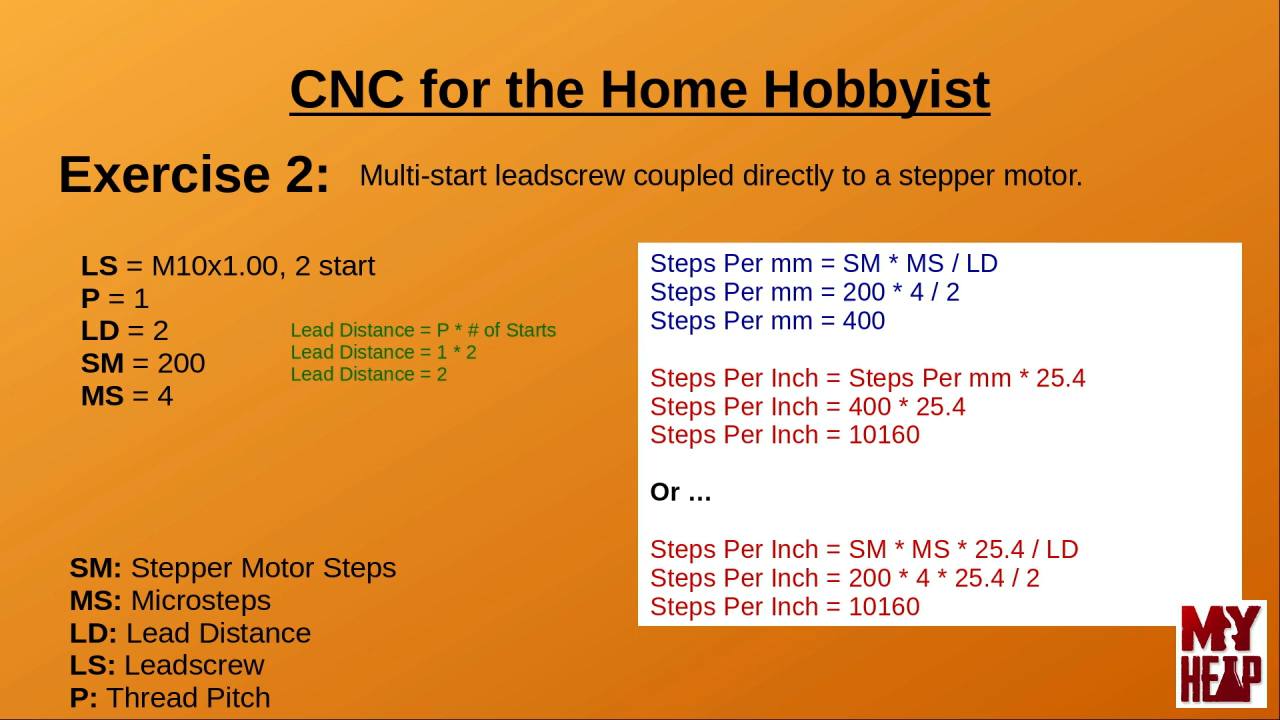 CNC for the Home Hobbyist
Exercise 2: Multi-start leadscrew coupled directly to a stepper motor.
LS = M10x1.00, 2 start
P = 1
LD = 2
SM = 200
MS = 4
Lead Distance = P * # of Starts
Lead Distance = 1 * 2
Lead Distance = 2
Steps Per mm = SM * MS / LD
Steps Per mm = 200 * 4 / 2
Steps Per mm = 400
Steps Per Inch = Steps Per mm * 25.4
Steps Per Inch = 400 * 25.4
Steps Per Inch = 10160
Or ...
Steps Per Inch = SM * MS * 25.4 / LD
Steps Per Inch = 200 * 4 * 25.4 / 2
Steps Per Inch = 10160
SM: Stepper Motor Steps
MS: Microsteps
LD: Lead Distance
LS: Leadscrew
P: Thread Pitch
MY
HEAP